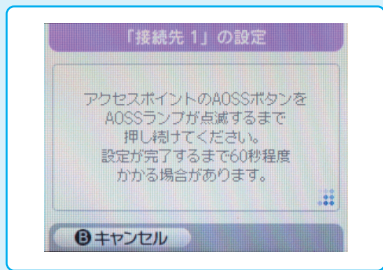 「接続先1」の設定
アクセスポイントのAOSSボタンを
AOSSランプが点滅するまで
押し続けてください。
設定が完了するまで60秒程度
かかる場合があります。
Bキャンセル